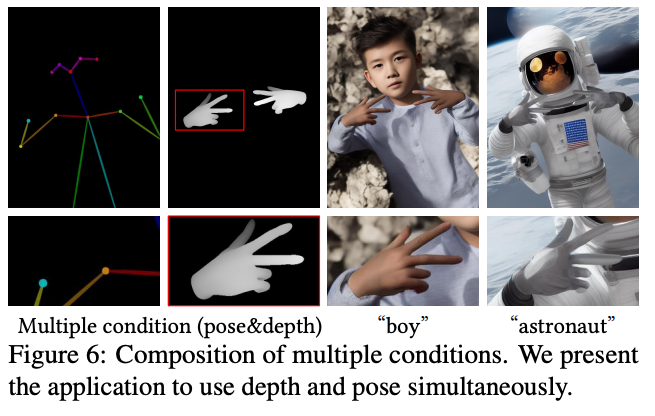 Multiple condition (pose&depth) “boy” “astronaut”
Figure 6: Composition of multiple conditions. We present
the application to use depth and pose simultaneously.